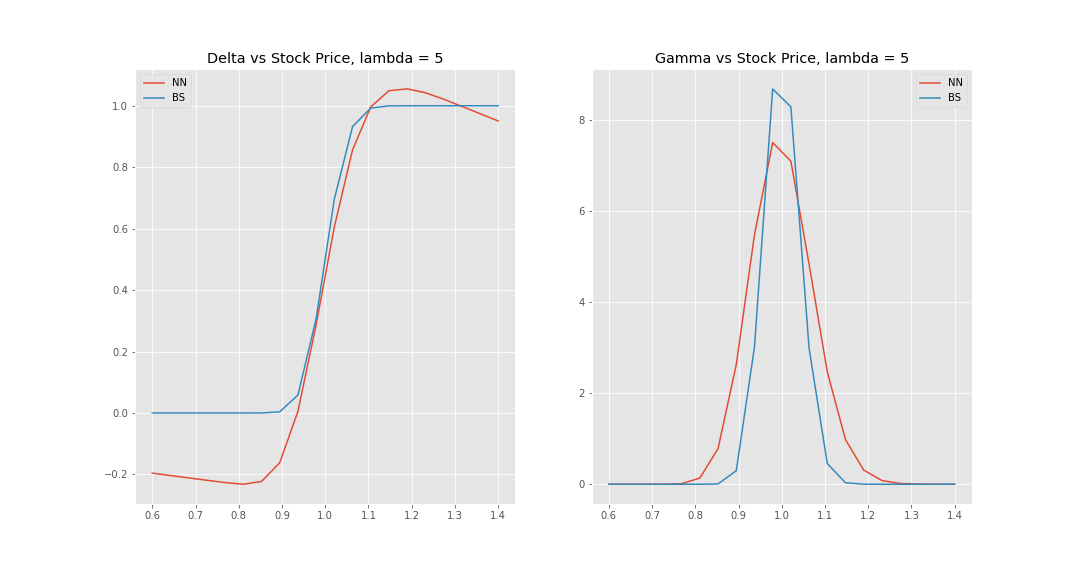 Delta vs Stock Price, lambda = 5
NN
BS
1.0
0.8
0.6
0.4
0.2
0.0
−0.2
0.6 0.7 0.8 0.9 1.0 1.1 1.2 1.3 1.4
Gamma vs Stock Price, lambda = 5
NN
BS
8
6
4
2
0
0.6 0.7 0.8 0.9 1.0 1.1 1.2 1.3 1.4